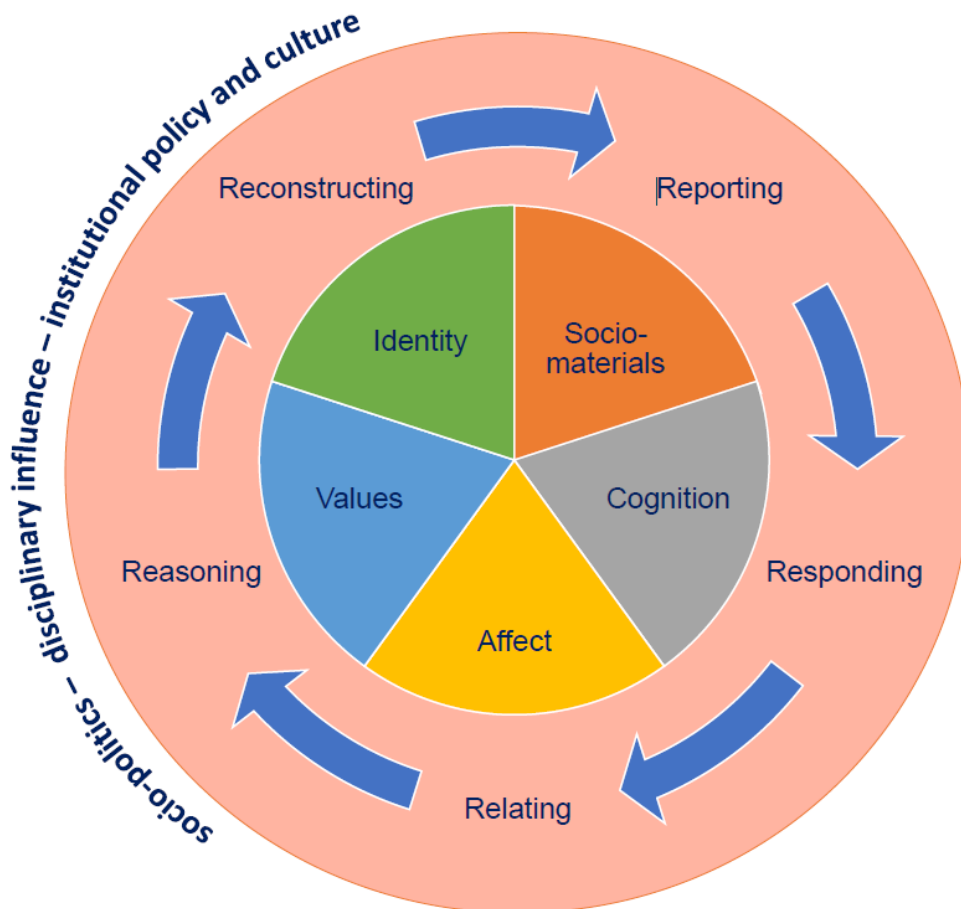 socio-politics – disciplinary influence – institutional policy and culture
Reconstructing
Reporting
Identity
Socio-
materials
Values
Cognition
Reasoning
Responding
Affect
Relating